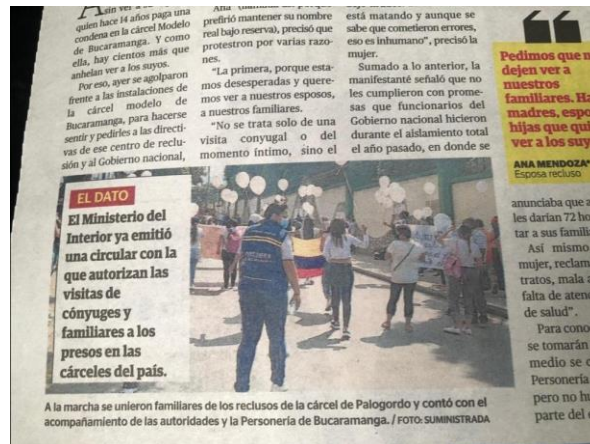 sin ver a su
quien hace 14 años paga una
condena en la cárcel Modelo
de Bucaramanga. Y como
ella, hay cientos más que
anhelan ver a los suyos.
Por eso, ayer se agolparon
frente a las instalaciones de
la cárcel modelo de
Bucaramanga, para hacerse
sentir y pedirles a las directi-
vas de ese centro de reclu-
sión y al Gobierno nacional,
prefirió mantener su nombre
real bajo reserva), precisó que
protestron por varias razo-
nes.
"La primera, porque esta-
mos desesperadas y quere-
mos ver a nuestros esposos,
a nuestros familiares.
"No se trata solo de una
visita conyugal o del
momento íntimo, sino el
está matando y aunque se
sabe que cometieron errores,
eso es inhumano", precisó la
mujer.
Sumado a lo anterior, la
manifestanté señaló que no
les cumplieron con prome-
sas que funcionarios del
Gobierno nacional hicieron
durante el aislamiento total
el año pasado, en donde se
Pedimos que n
dejen ver a
nuestros
familiares. Ha
madres, espo
hijas que qui
ver a los suy
ANA MENDOZA*
Esposa recluso
anunciaba que a
les darían 72 ho
tar a sus famili
Así mismo
mujer, reclam
tratos, mala a
falta de aten
de salud".
Para cono
se tomarán
medio se c
Personería
pero no hu
parte del
EL DATO
El Ministerio del
Interior ya emitió
una circular con la
que autorizan las
visitas de
cónyuges y
familiares a los
presos en las
cárceles del país.
A la marcha se unieron familiares de los reclusos de la cárcel de Palogordo y contó con el
acompañamiento de las autoridades y la Personería de Bucaramanga. / FOTO: SUMINISTRADA